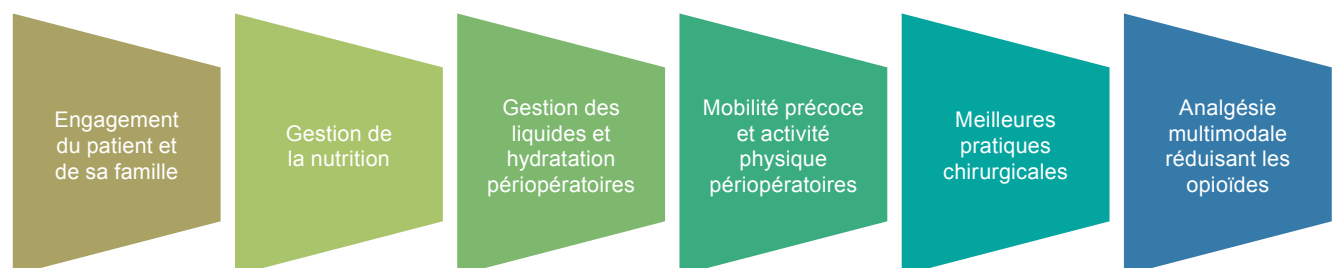 Engagement
du patient et
de sa famille
Gestion de
la nutrition
Gestion des
liquides et
hydratation
périopératoires
Mobilité précoce
et activité
physique
périopératoires
Meilleures
pratiques
chirurgicales
Analgésie
multimodale
réduisant les
opioïdes